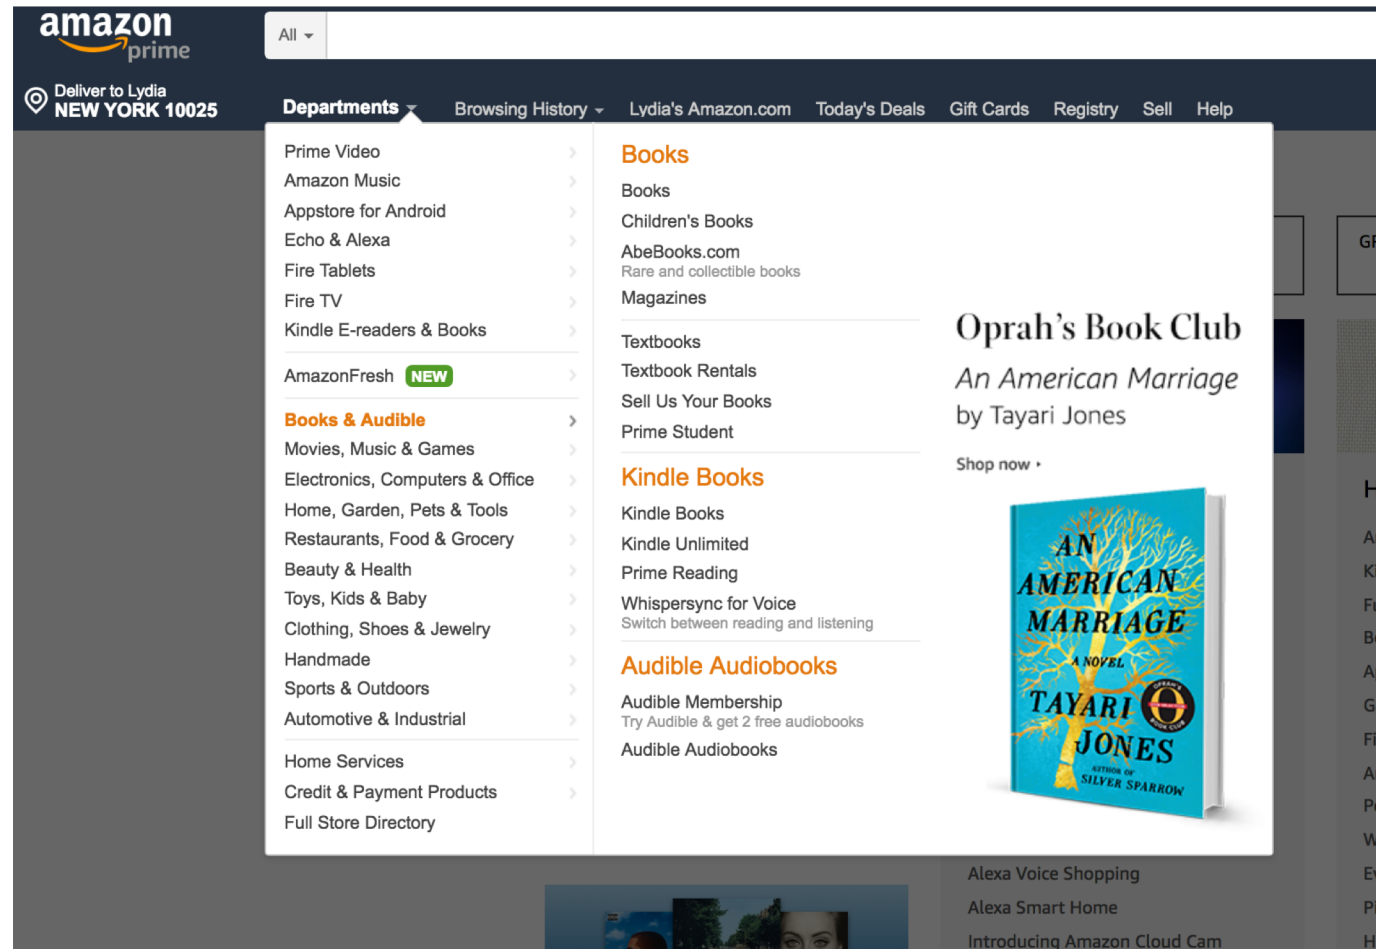 amazon
prime
All
Deliver to Lydia
NEW YORK 10025
Departments
Browsing History
Lydia's Amazon.com
Today's Deals
Gift Cards
Registry
Sell
Help
Prime Video
Amazon Music
Appstore for Android
Echo & Alexa
Fire Tablets
Fire TV
Kindle E-readers & Books
AmazonFresh NEW
Books & Audible
Movies, Music & Games
Electronics, Computers & Office
Home, Garden, Pets & Tools
Restaurants, Food & Grocery
Beauty & Health
Toys, Kids & Baby
Clothing, Shoes & Jewelry
Handmade
Sports & Outdoors
Automotive & Industrial
Home Services
Credit & Payment Products
Full Store Directory
Books
Books
Children's Books
AbeBooks.com
Rare and collectible books
Magazines
Textbooks
Textbook Rentals
Sell Us Your Books
Prime Student
Kindle Books
Kindle Books
Kindle Unlimited
Prime Reading
Whispersync for Voice
Switch between reading and listening
Audible Audiobooks
Audible Membership
Try Audible & get 2 free audiobooks
Audible Audiobooks
Oprah's Book Club
An American Marriage
by Tayari Jones
Shop now
AN
AMERICAN
MARRIAGE
A NOVEL
TAYARI
JONES
AUTHOR OF
SILVER SPARROW
OPRAH'S
BOOK CLUB
Alexa Voice Shopping
Alexa Smart Home
Introducing Amazon Cloud Cam